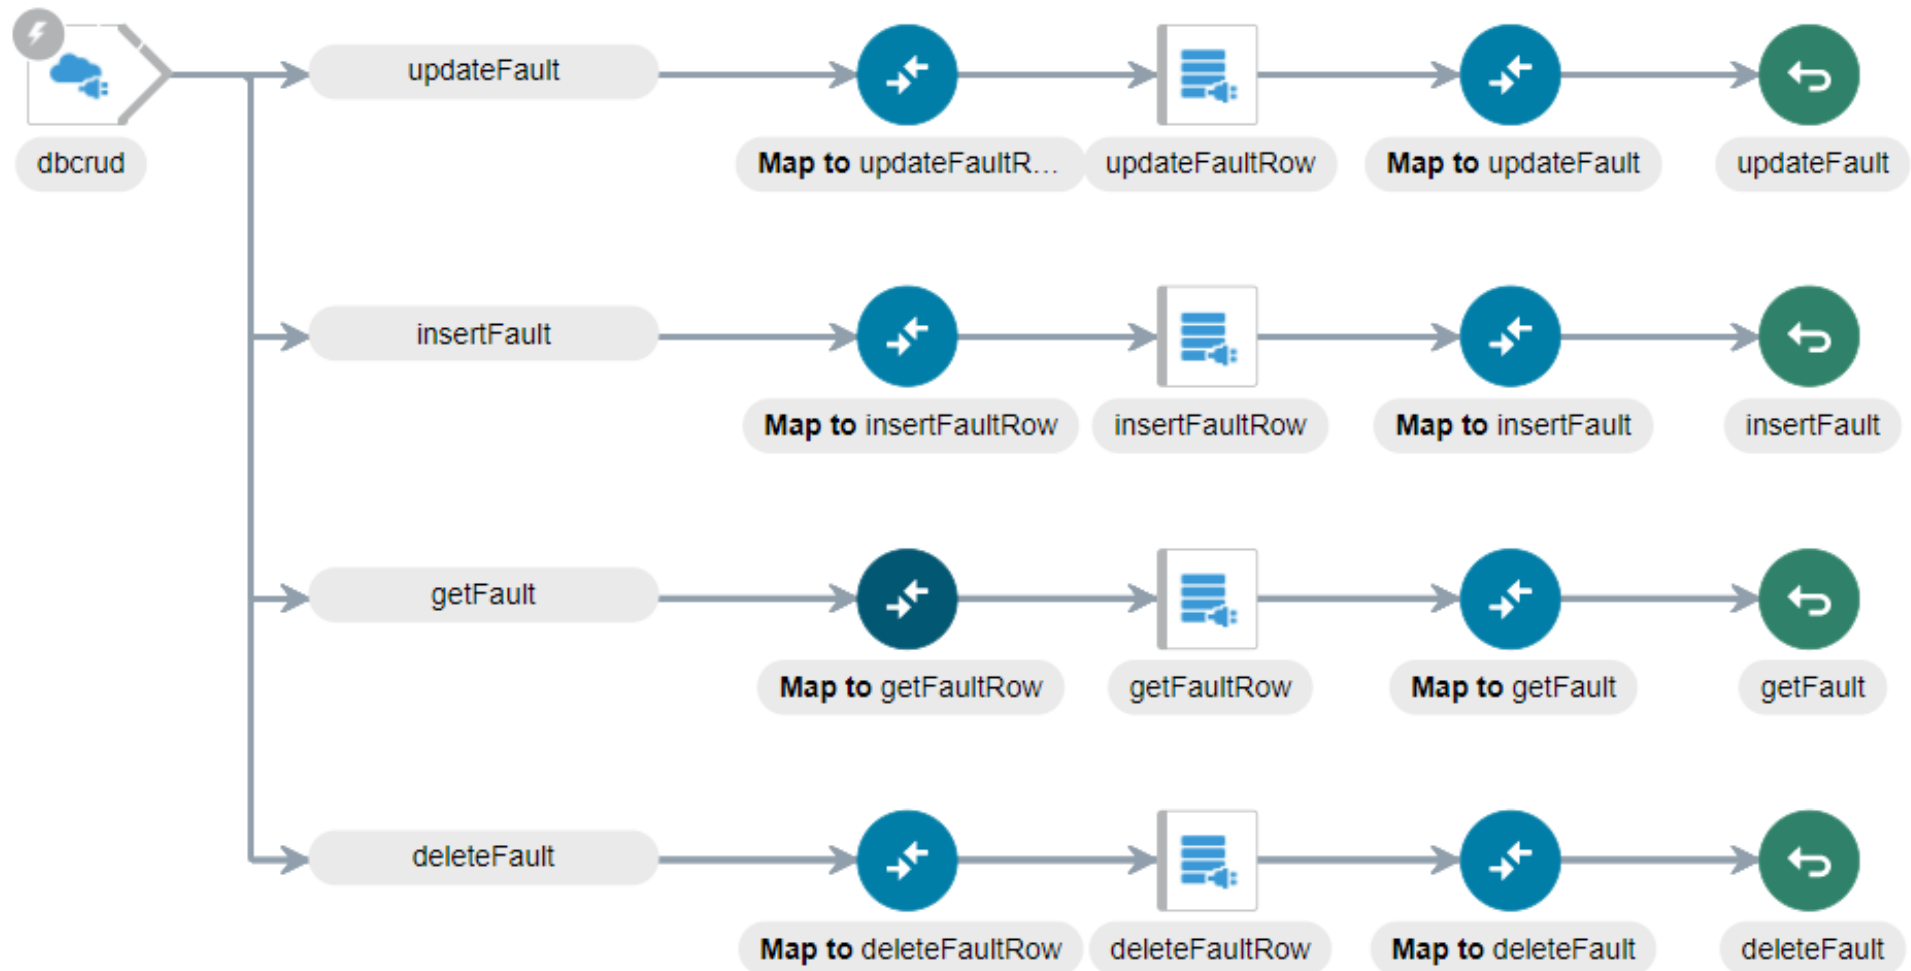 updateFault
dbcrud
Map to updateFaultR...
updateFaultRow
Map to updateFault
updateFault
insertFault
Map to insertFaultRow
insertFaultRow
Map to insertFault
insertFault
getFault
Map to getFaultRow
getFaultRow
Map to getFault
getFault
deleteFault
Map to deleteFaultRow
deleteFaultRow
Map to deleteFault
deleteFault